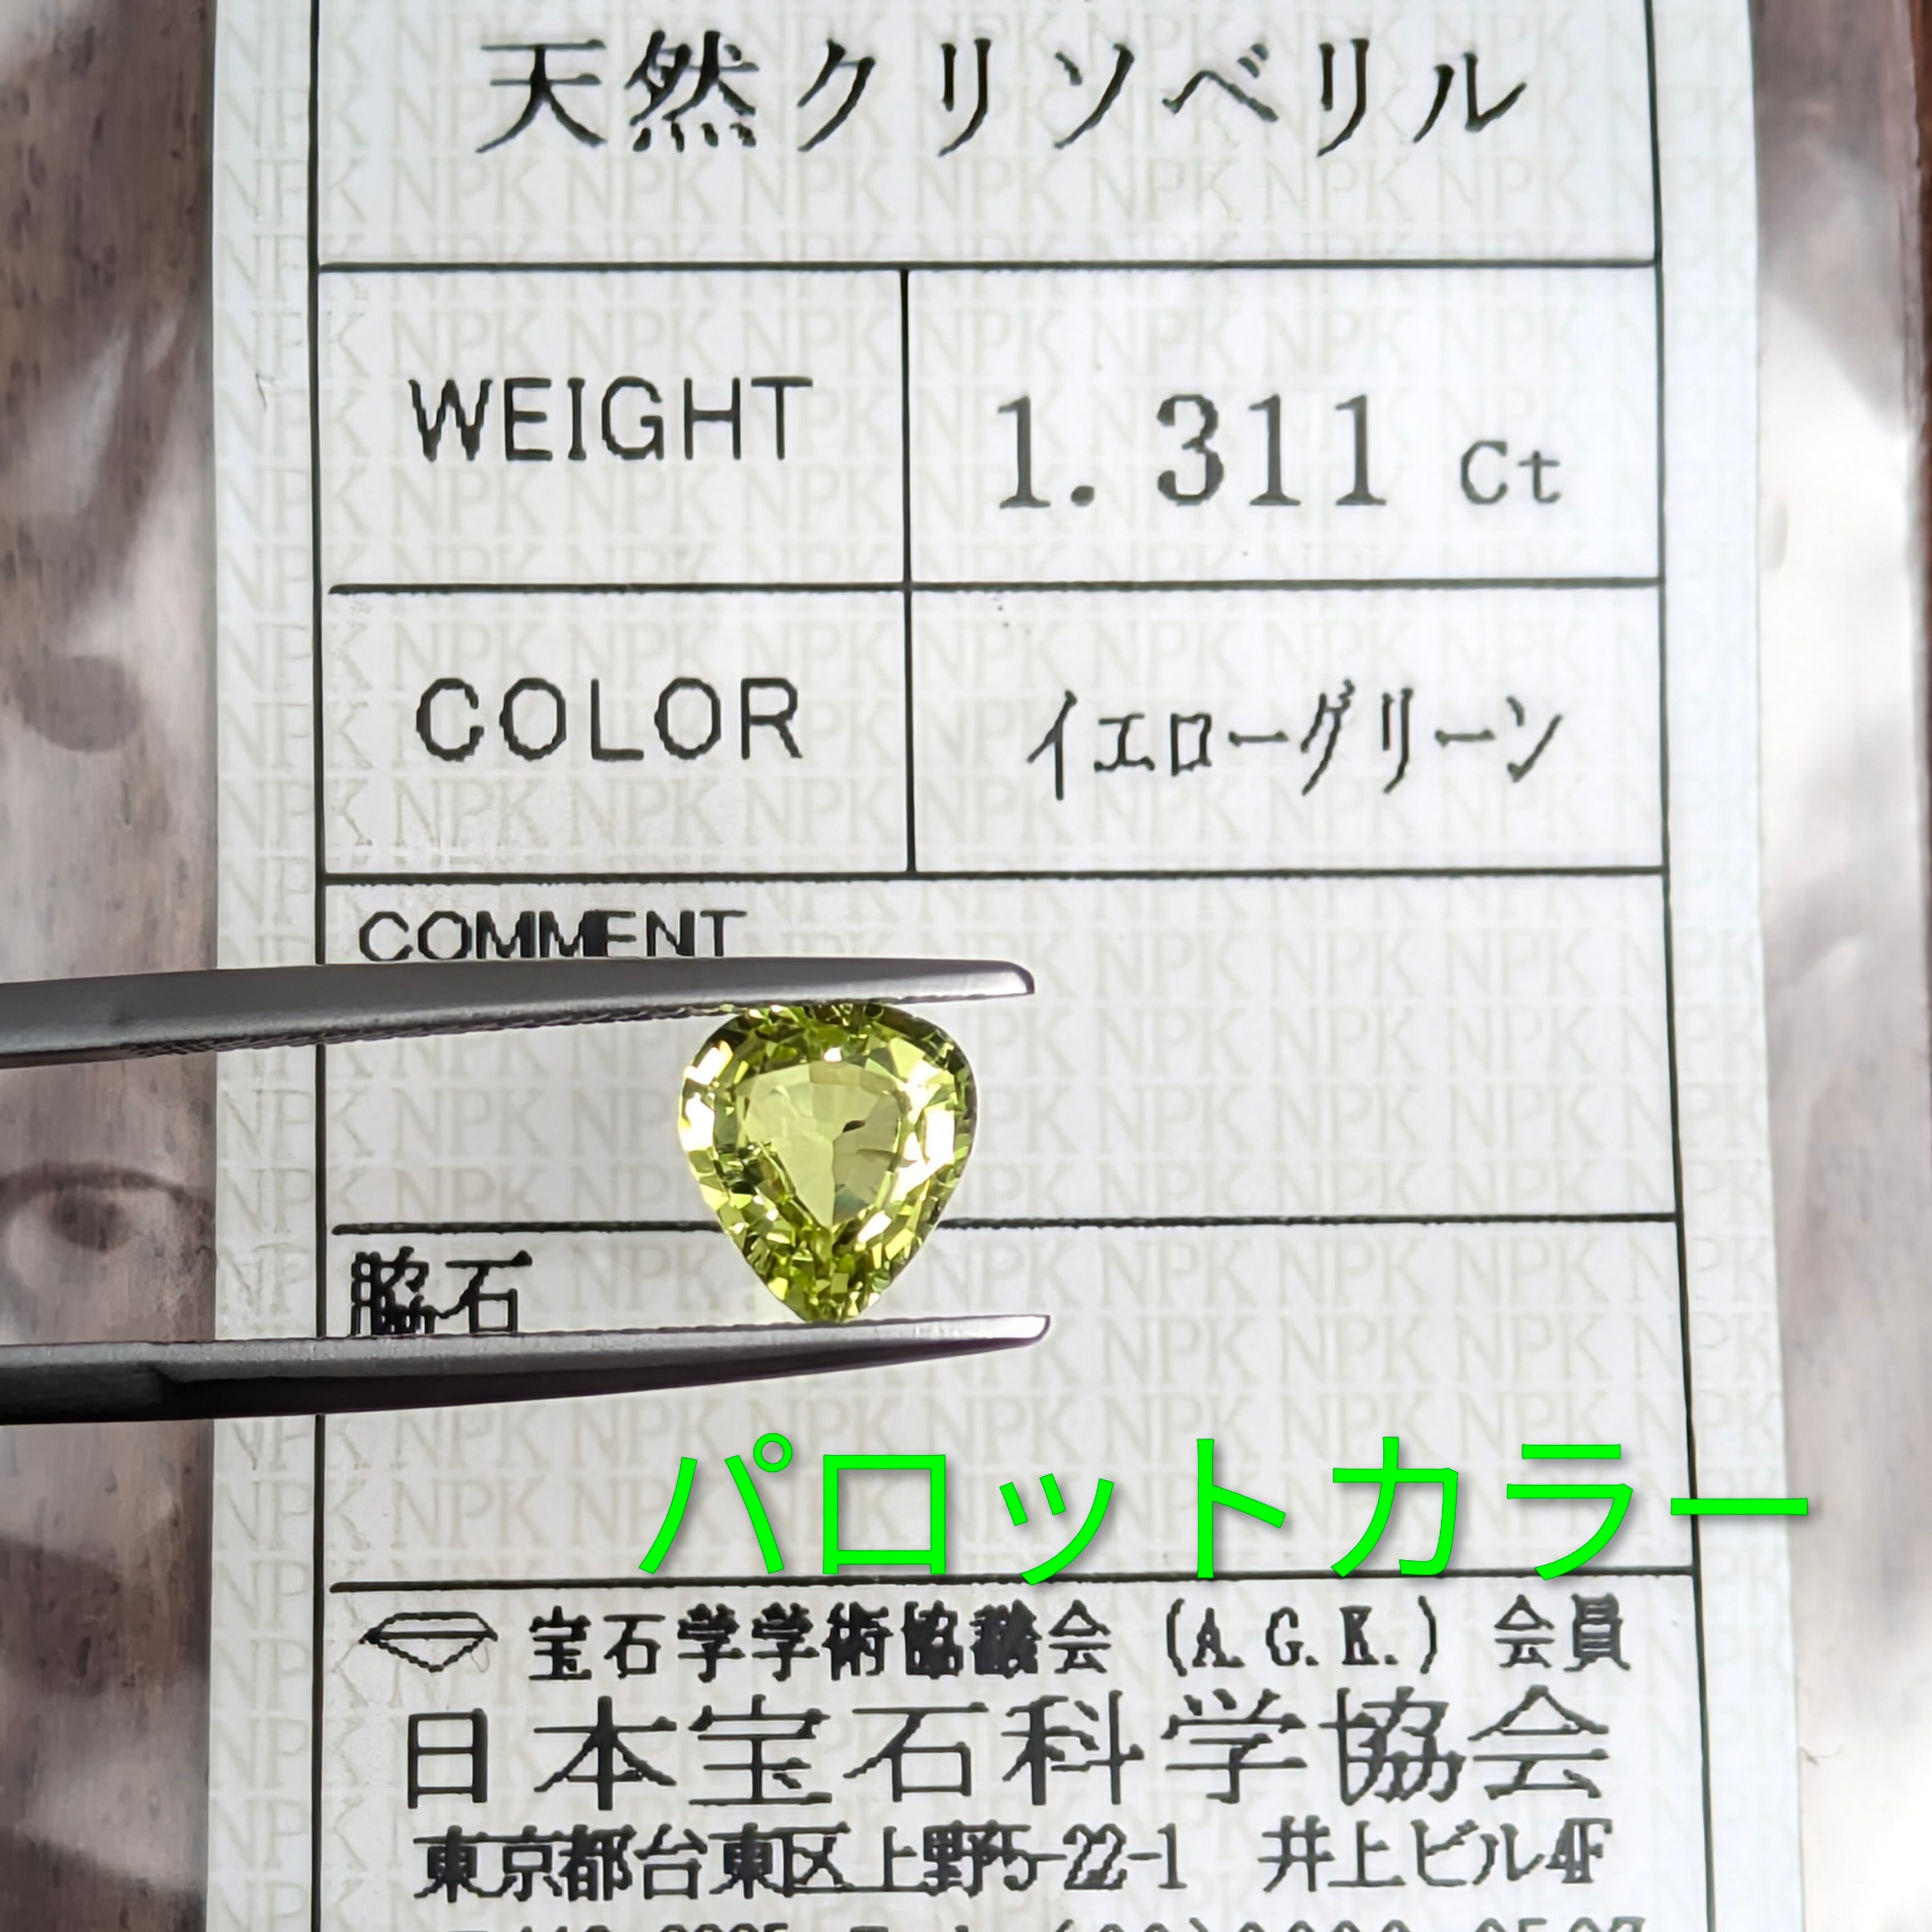 天然クリソベリル
WEIGHT 1.311 ct
COLOR イエローグリーン
COMMENT
脇石
パロットカラー
宝石学学術協議会 (A.G.K.) 会員
日本宝石科学協会
東京都台東区上野5-22-1 井上ビル4F